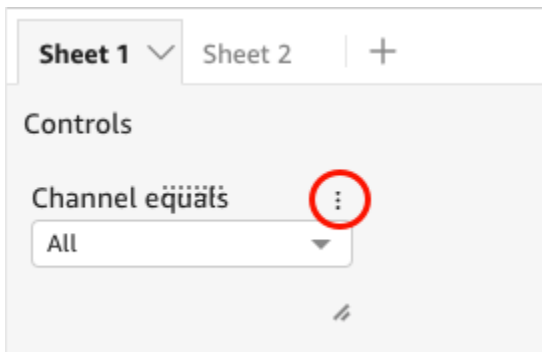 Sheet 1 Sheet 2 +
Controls
Channel equals
All